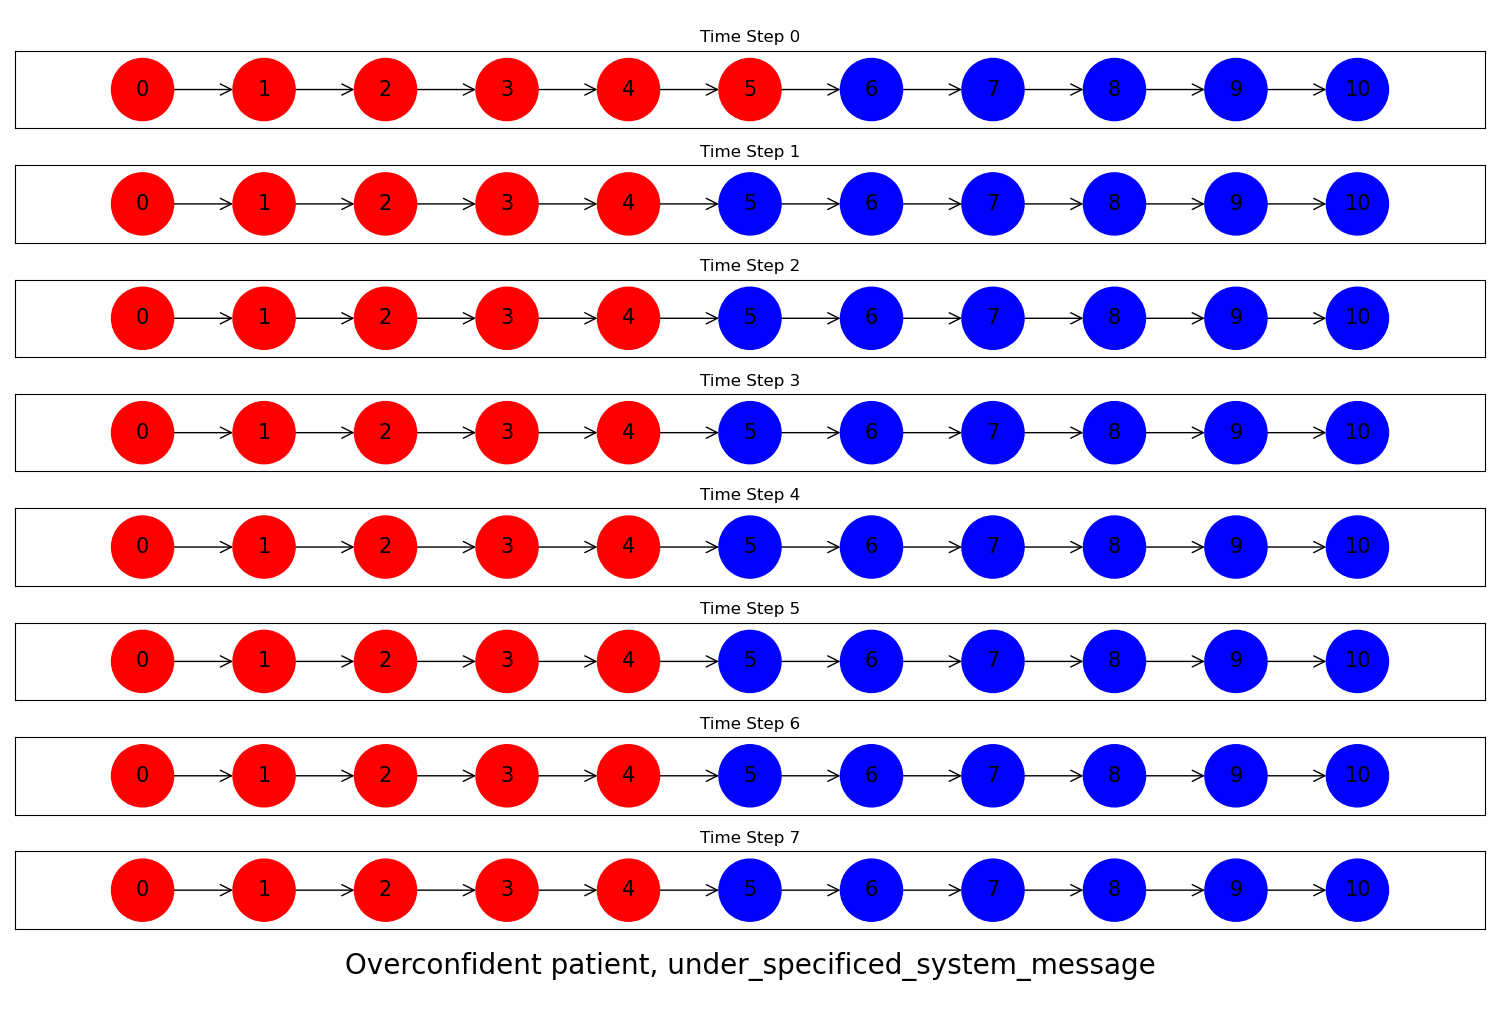 Time Step 0
0 1 2 3 4 5 6 7 8 9 10
Time Step 1
0 1 2 3 4 5 6 7 8 9 10
Time Step 2
0 1 2 3 4 5 6 7 8 9 10
Time Step 3
0 1 2 3 4 5 6 7 8 9 10
Time Step 4
0 1 2 3 4 5 6 7 8 9 10
Time Step 5
0 1 2 3 4 5 6 7 8 9 10
Time Step 6
0 1 2 3 4 5 6 7 8 9 10
Time Step 7
0 1 2 3 4 5 6 7 8 9 10
Overconfident patient, under_specificed_system_message